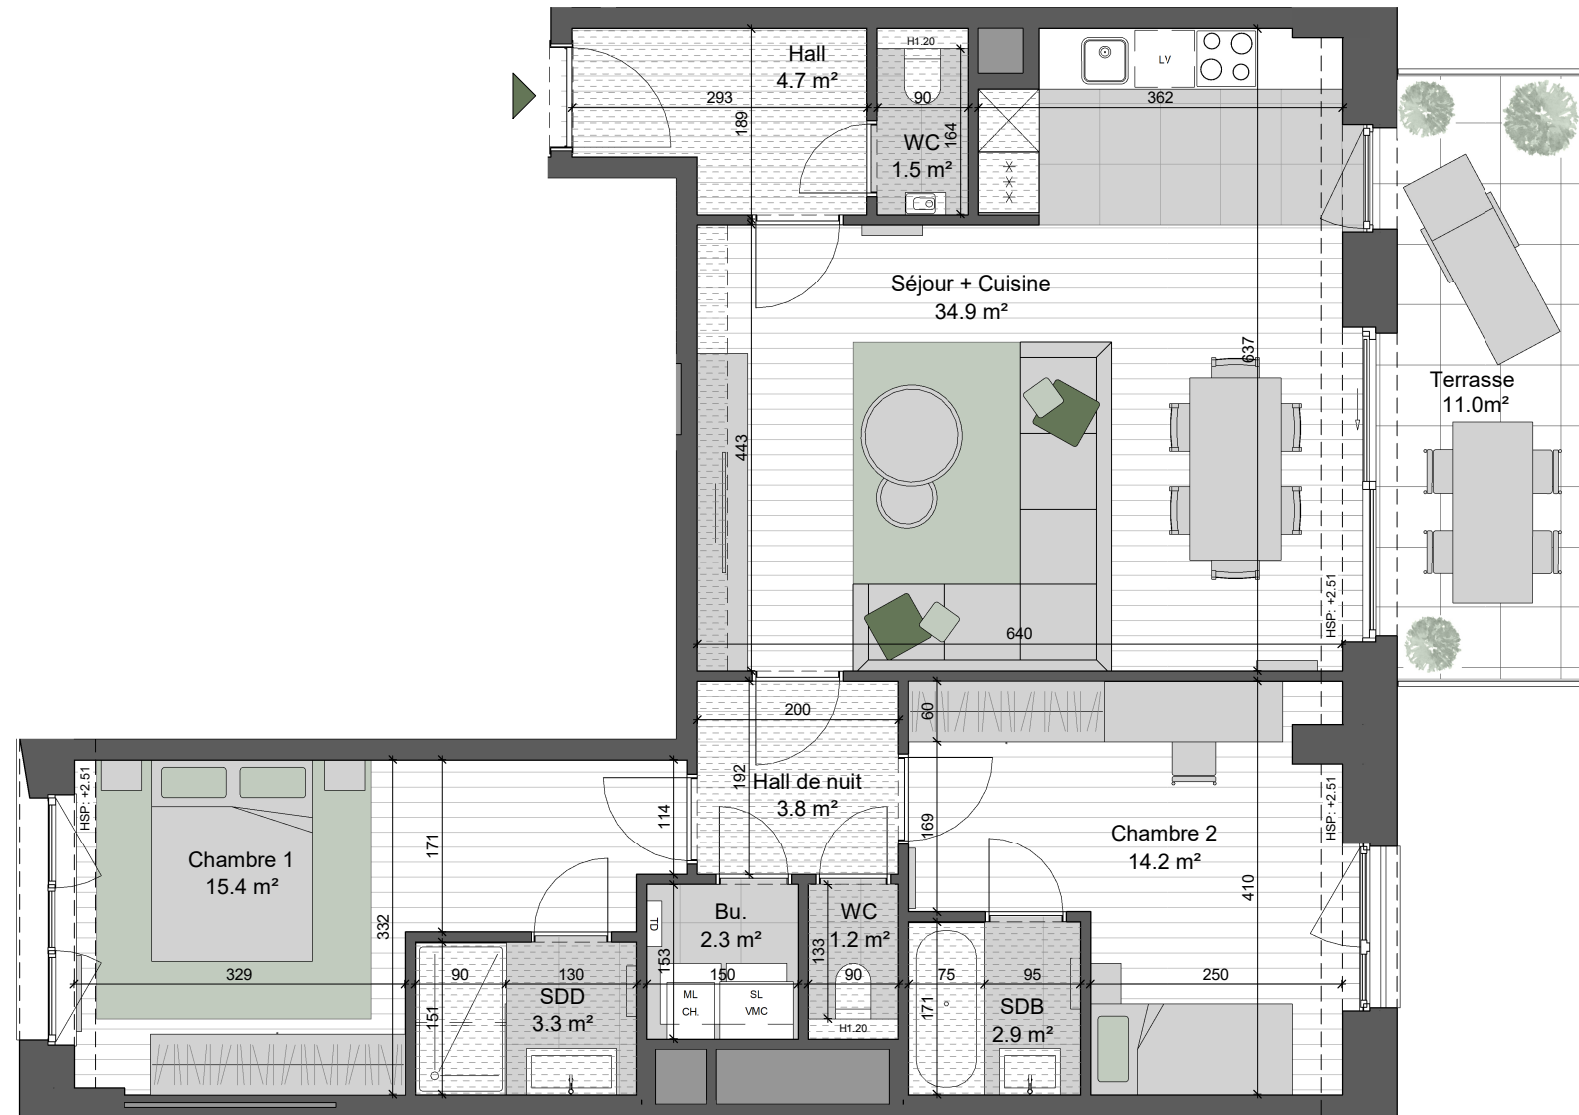 H1.20
Hall
4.7 m²
293
189
90
164
WC
1.5 m²
LV
362
Séjour + Cuisine
34.9 m²
637
443
640
HSP: +2.51
Terrasse
11.0m²
200
192
Hall de nuit
3.8 m²
60
169
Chambre 2
14.2 m²
HSP: +2.51
410
250
HSP: +2.51
Chambre 1
15.4 m²
171
114
332
329
90
130
151
SDD
3.3 m²
Bu.
2.3 m²
TD
153
150
ML
CH.
SL
VMC
WC
1.2 m²
133
90
H1.20
75
95
171
SDB
2.9 m²